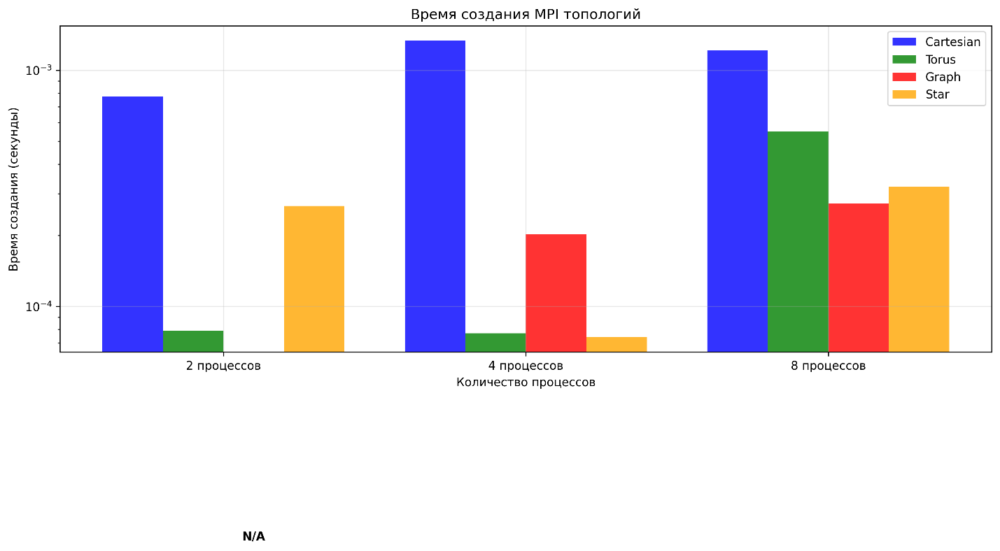 Время создания MPI топологий
Время создания (секунды)
10⁻³
10⁻⁴
Cartesian
Torus
Graph
Star
2 процессов
4 процессов
8 процессов
Количество процессов
N/A